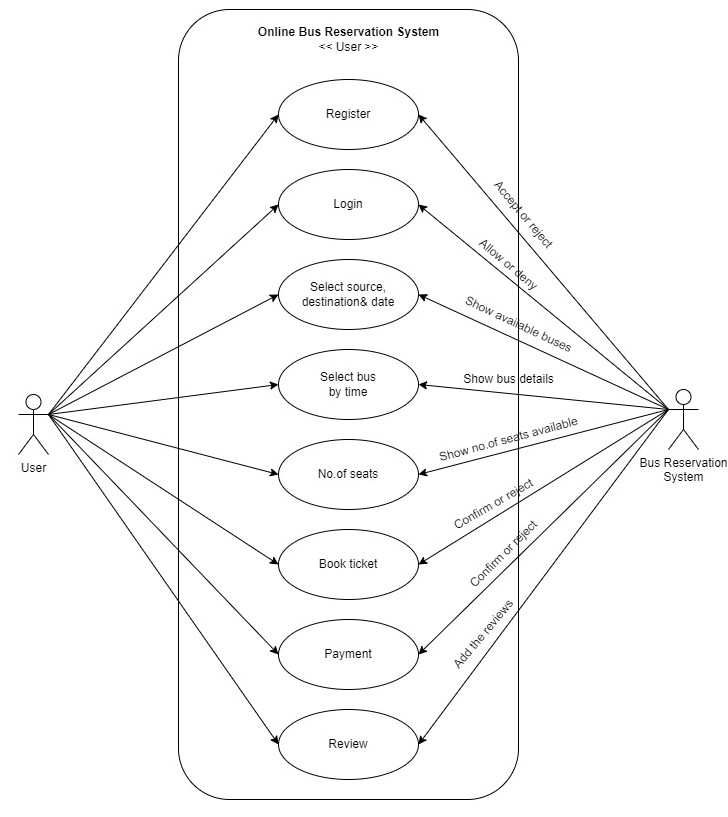 Online Bus Reservation System
<< User >>
Register
Accept or reject
Login
Allow or deny
Select source,
destination& date
Show available buses
Select bus
by time
Show bus details
User
Bus Reservation
System
No.of seats
Show no.of seats available
Book ticket
Confirm or reject
Payment
Confirm or reject
Review
Add the reviews